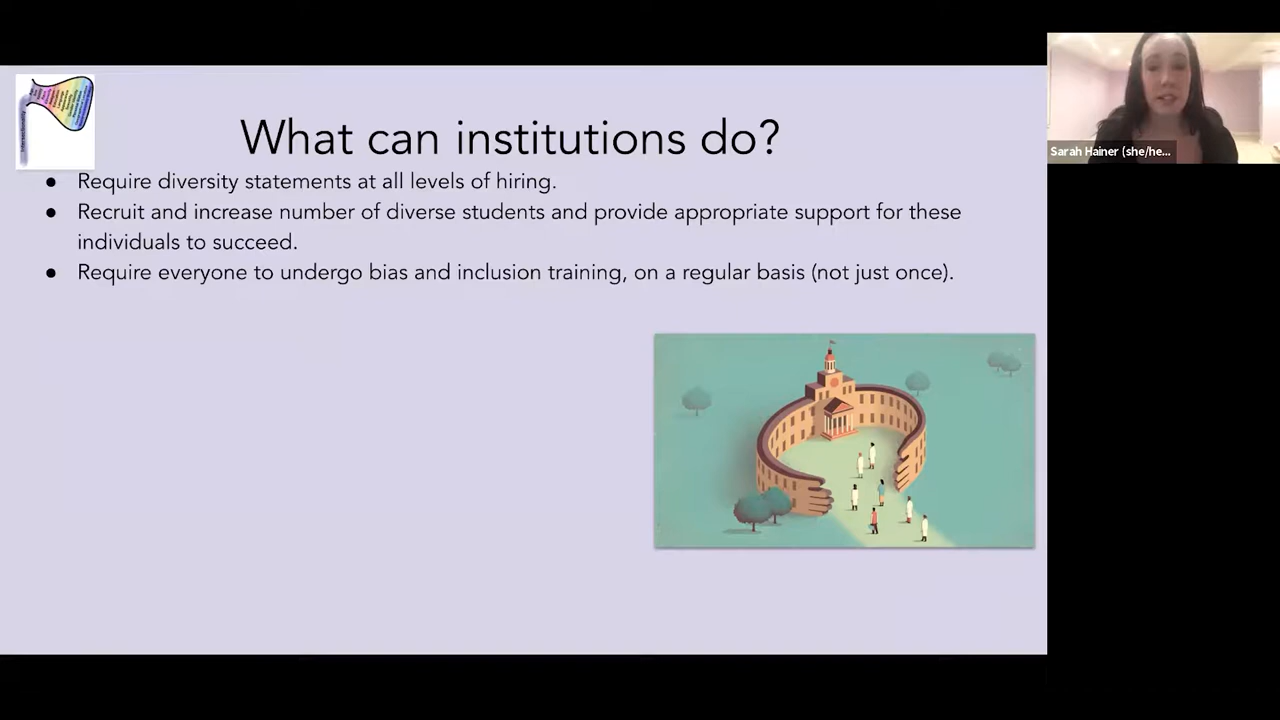 What can institutions do?
● Require diversity statements at all levels of hiring.
● Recruit and increase number of diverse students and provide appropriate support for these
individuals to succeed.
● Require everyone to undergo bias and inclusion training, on a regular basis (not just once).
Intersectionality
Sarah Hainer (she/he...